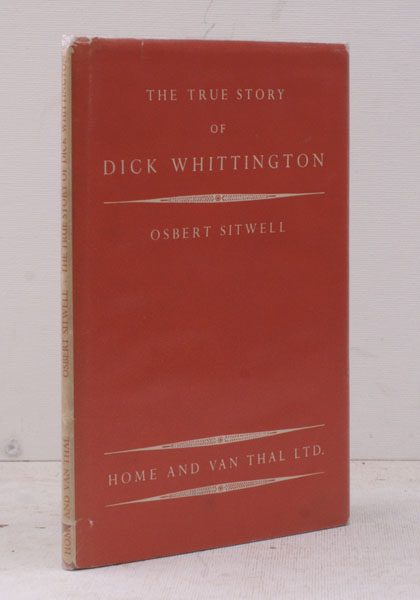 THE TRUE STORY
OF
DICK WHITTINGTON
OSBERT SITWELL
HOME AND VAN THAL LTD.
HOME AND VAN THAL OSBERT SITWELL · THE TRUE STORY OF DICK WHITTINGTON